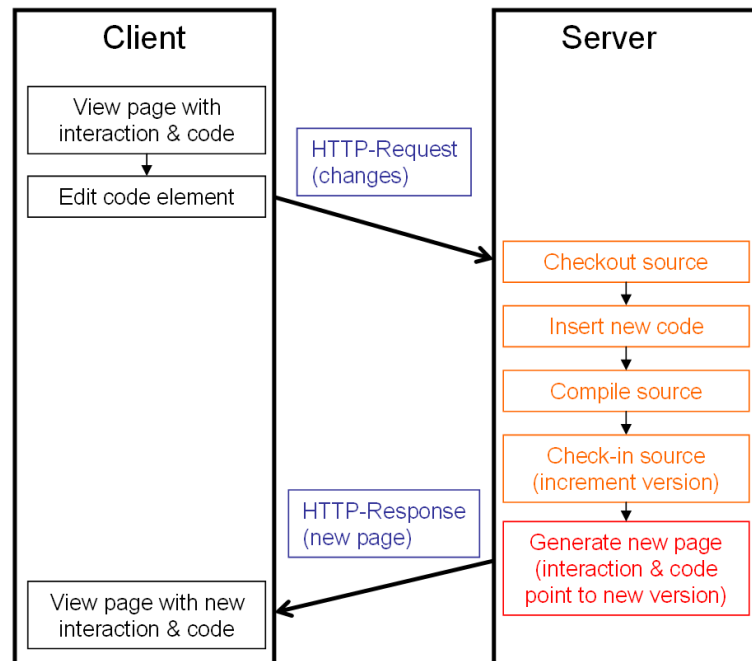 Client
Server
View page with
interaction & code
Edit code element
HTTP-Request
(changes)
Checkout source
Insert new code
Compile source
Check-in source
(increment version)
Generate new page
(interaction & code
point to new version)
HTTP-Response
(new page)
View page with new
interaction & code